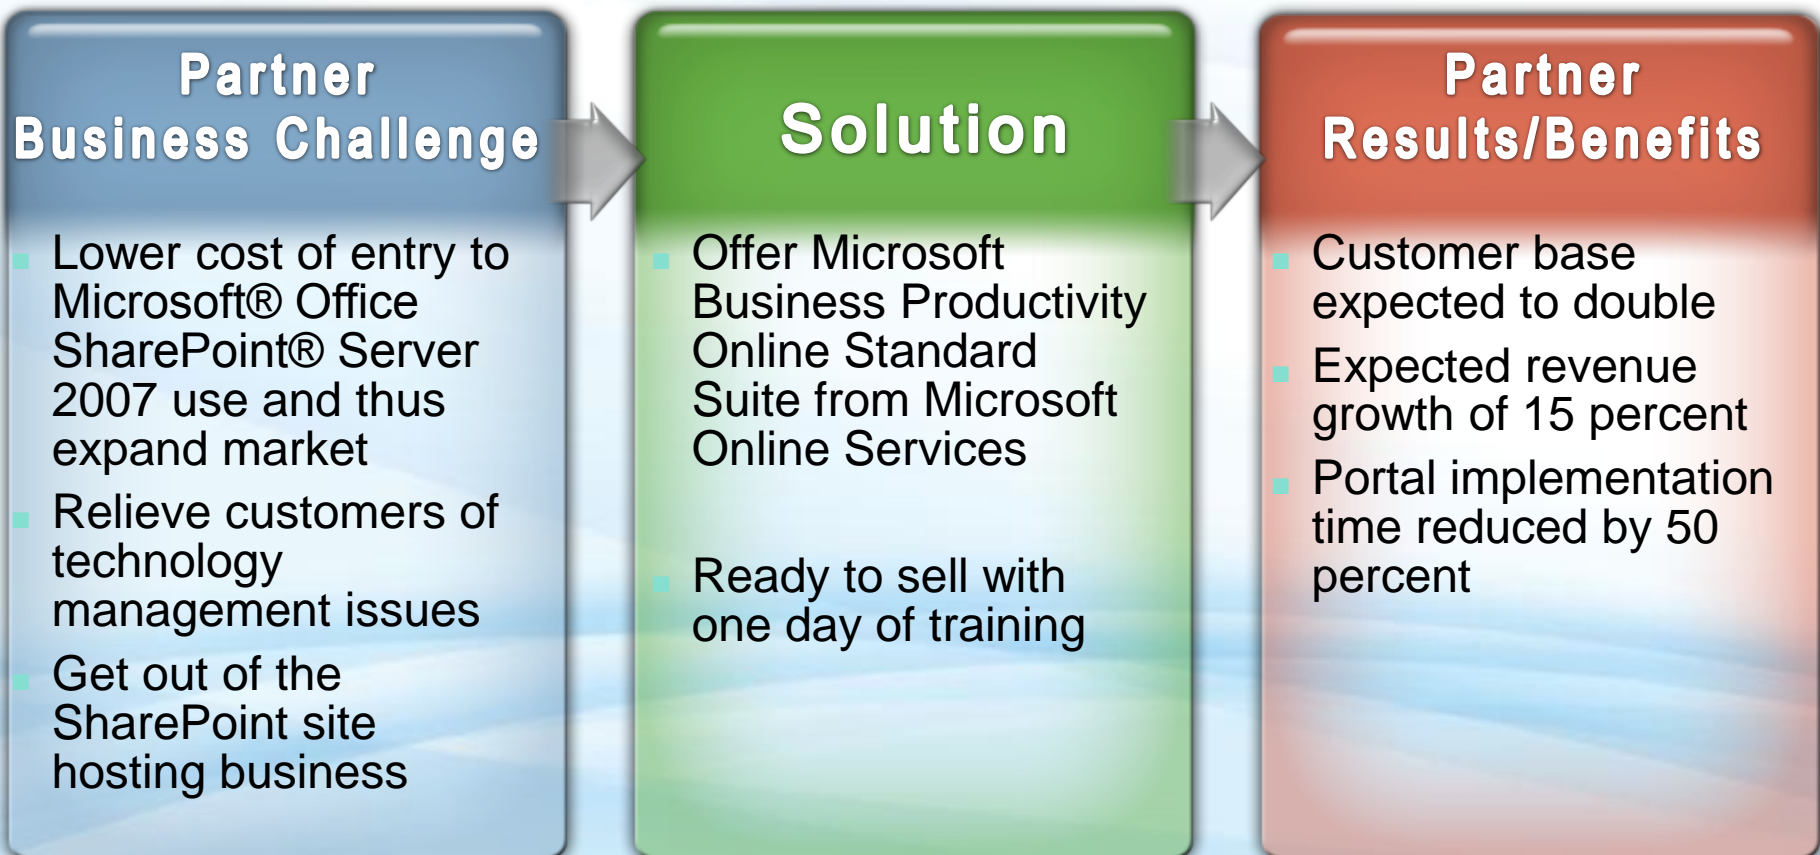 Partner
Business Challenge
Lower cost of entry to
Microsoft® Office
SharePoint® Server
2007 use and thus
expand market
Relieve customers of
technology
management issues
Get out of the
SharePoint site
hosting business
Solution
Offer Microsoft
Business Productivity
Online Standard
Suite from Microsoft
Online Services
Ready to sell with
one day of training
Partner
Results/Benefits
Customer base
expected to double
Expected revenue
growth of 15 percent
Portal implementation
time reduced by 50
percent